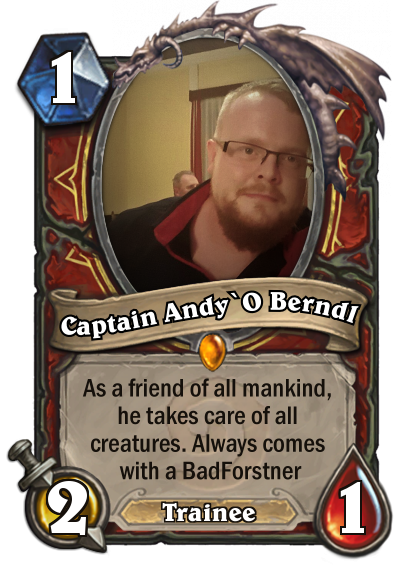 1
Captain Andy`O Berndl
As a friend of all mankind,
he takes care of all
creatures. Always comes
with a BadForstner
2
Trainee
1